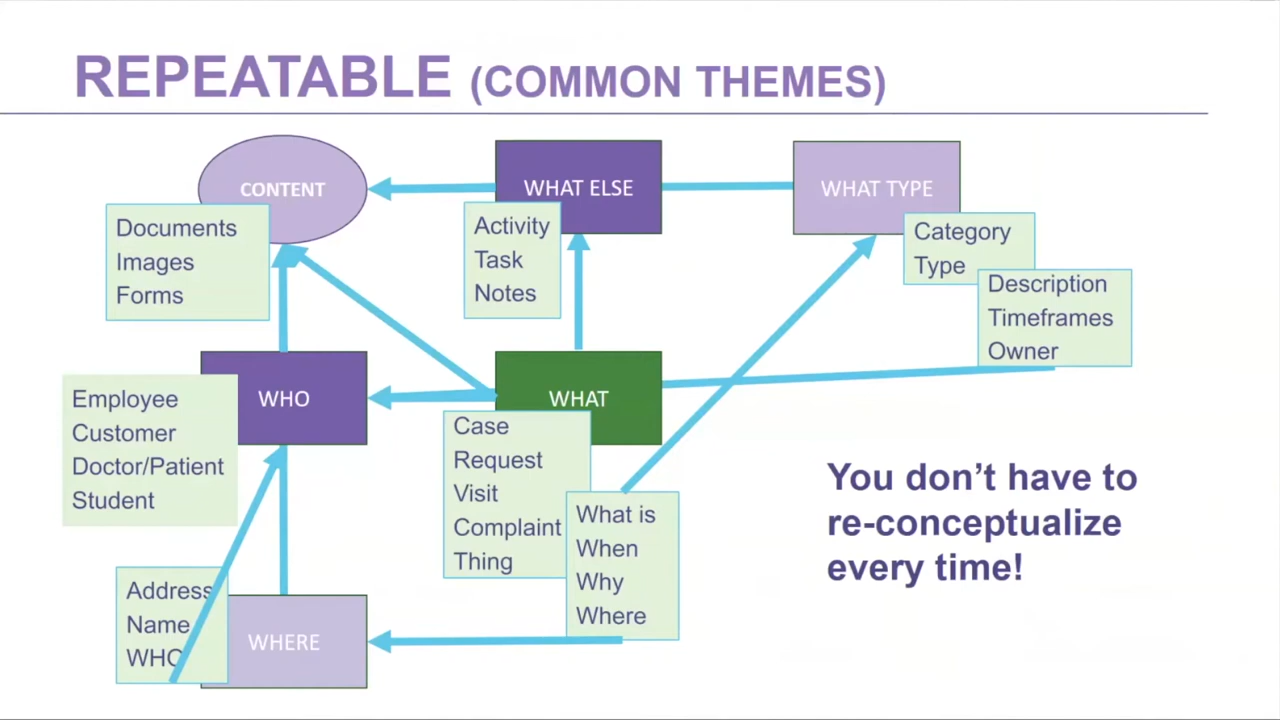 REPEATABLE (COMMON THEMES)
CONTENT
Documents
Images
Forms
WHAT ELSE
Activity
Task
Notes
WHAT TYPE
Category
Type
Description
Timeframes
Owner
WHO
Employee
Customer
Doctor/Patient
Student
WHAT
Case
Request
Visit
Complaint
Thing
What is
When
Why
Where
You don't have to
re-conceptualize
every time!
Address
Name
WHO
WHERE